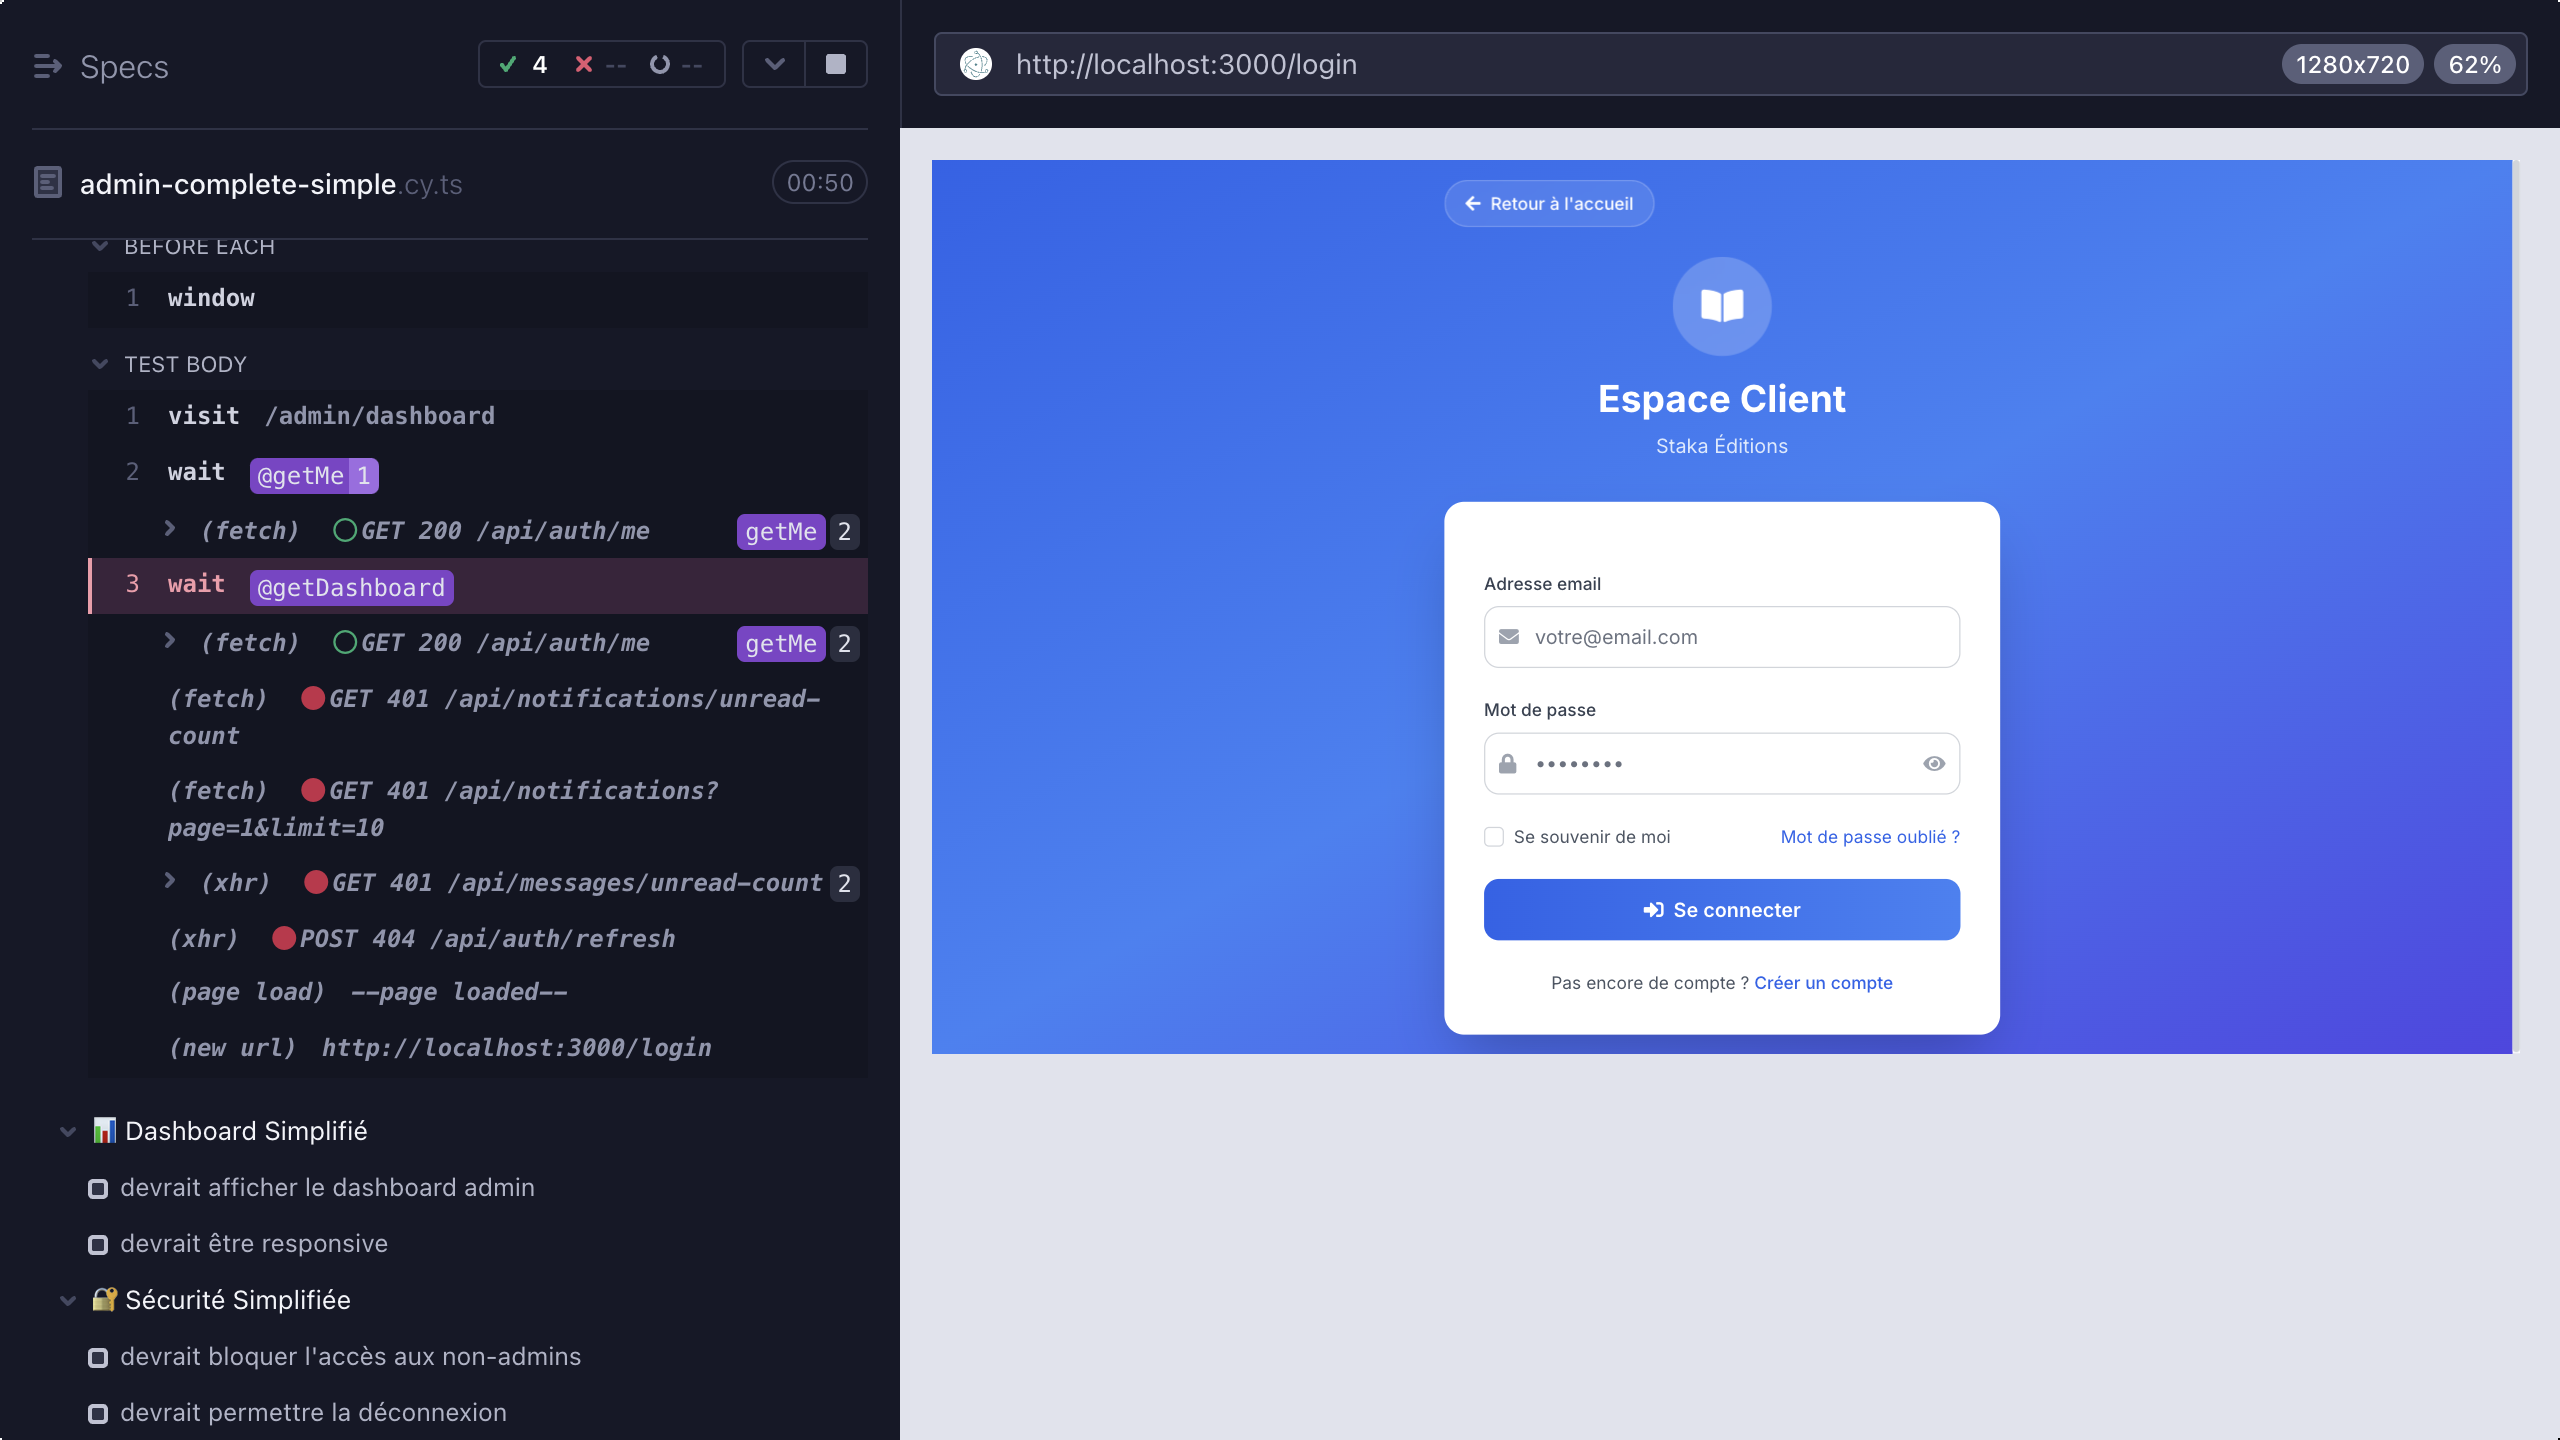 Specs
4 -- --
admin-complete-simple.cy.ts
00:50
BEFORE EACH
1 window
TEST BODY
1 visit /admin/dashboard
2 wait @getMe 1
(fetch) GET 200 /api/auth/me getMe 2
3 wait @getDashboard
(fetch) GET 200 /api/auth/me getMe 2
(fetch) GET 401 /api/notifications/unread-
count
(fetch) GET 401 /api/notifications?
page=1&limit=10
(xhr) GET 401 /api/messages/unread-count 2
(xhr) POST 404 /api/auth/refresh
(page load) --page loaded--
(new url) http://localhost:3000/login
Dashboard Simplifié
devrait afficher le dashboard admin
devrait être responsive
Sécurité Simplifiée
devrait bloquer l'accès aux non-admins
devrait permettre la déconnexion
http://localhost:3000/login
1280x720
62%
Retour à l'accueil
Espace Client
Staka Éditions
Adresse email
votre@email.com
Mot de passe
••••••••
Se souvenir de moi
Mot de passe oublié ?
Se connecter
Pas encore de compte ? Créer un compte